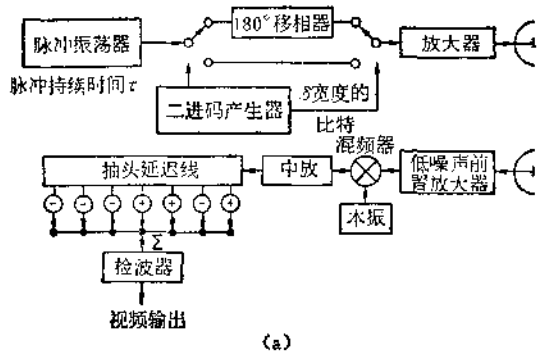 脉冲振荡器
180°移相器
放大器
脉冲持续时间τ
二进码产生器
δ宽度的
比特
混频器
抽头延迟线
中放
低噪声前
置放大器
本振
- - - + - - +
Σ
检波器
视频输出
(a)